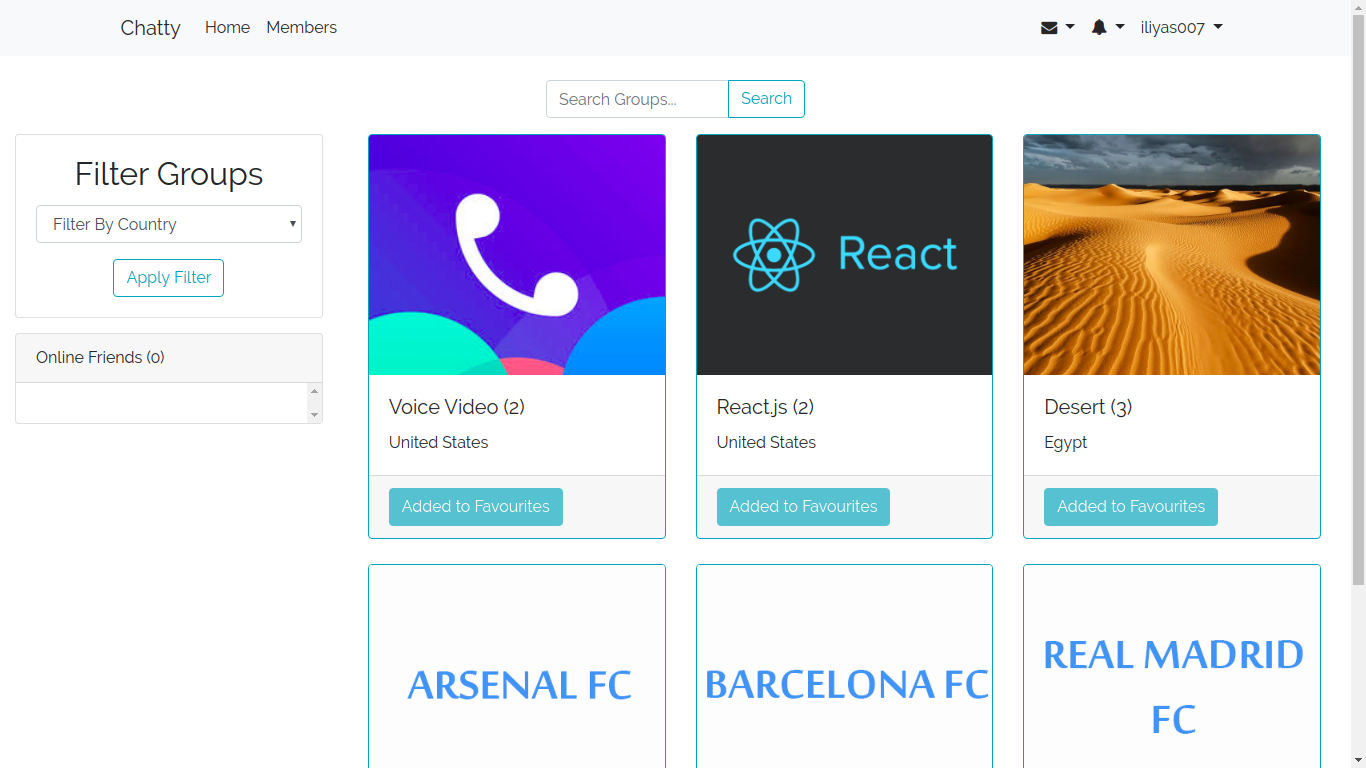 Chatty Home Members iliyas007
Search Groups... Search
Filter Groups
Filter By Country
Apply Filter
Online Friends (0)
React
Voice Video (2) React.js (2) Desert (3)
United States United States Egypt
Added to Favourites Added to Favourites Added to Favourites
ARSENAL FC
BARCELONA FC
REAL MADRID
FC